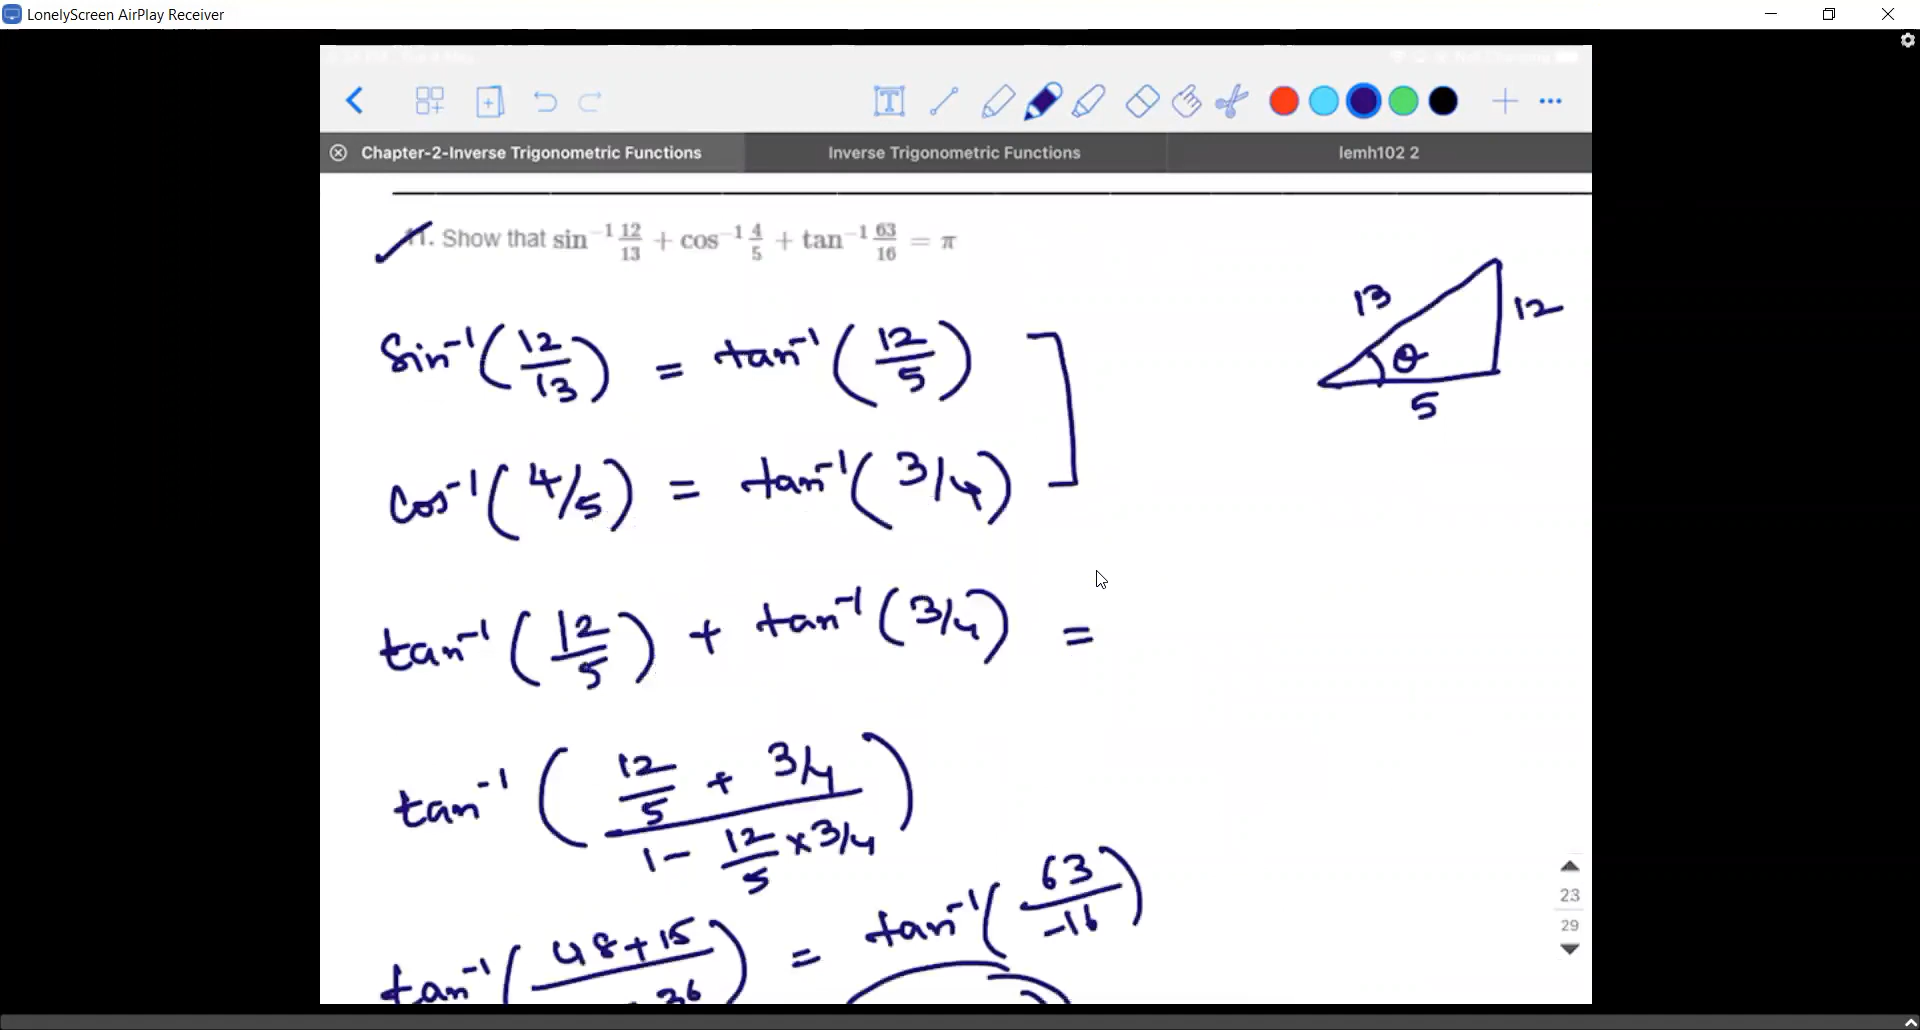 LonelyScreen AirPlay Receiver
Chapter-2-Inverse Trigonometric Functions
Inverse Trigonometric Functions
lemh102 2
11. Show that sin⁻¹ 12/13 + cos⁻¹ 4/5 + tan⁻¹ 63/16 = π
13
12
θ
5
Sin⁻¹(12/13) = tan⁻¹(12/5)
Cos⁻¹(4/5) = tan⁻¹(3/4)
tan⁻¹(12/5) + tan⁻¹(3/4) =
tan⁻¹((12/5 + 3/4)/(1 - 12/5 × 3/4))
tan⁻¹(48+15/ 36) = tan⁻¹(63/-16)
23
29